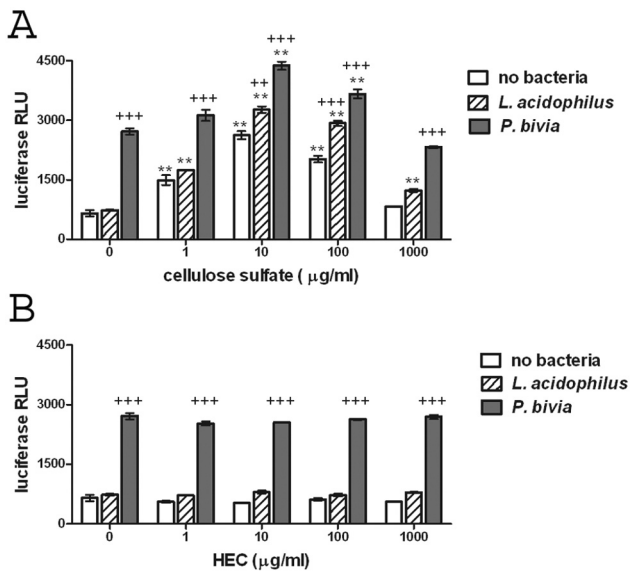 A
+++
+++ ** +++
4500
++ +++ **
no bacteria
+++ +++ ** **
L. acidophilus
luciferase RLU
3000
** ** +++
P. bivia
** ** **
1500
0
0 1 10 100 1000
cellulose sulfate ( μg/ml)
B
4500
no bacteria
+++ +++ +++ +++ +++
L. acidophilus
luciferase RLU
3000
P. bivia
1500
0
0 1 10 100 1000
HEC (μg/ml)